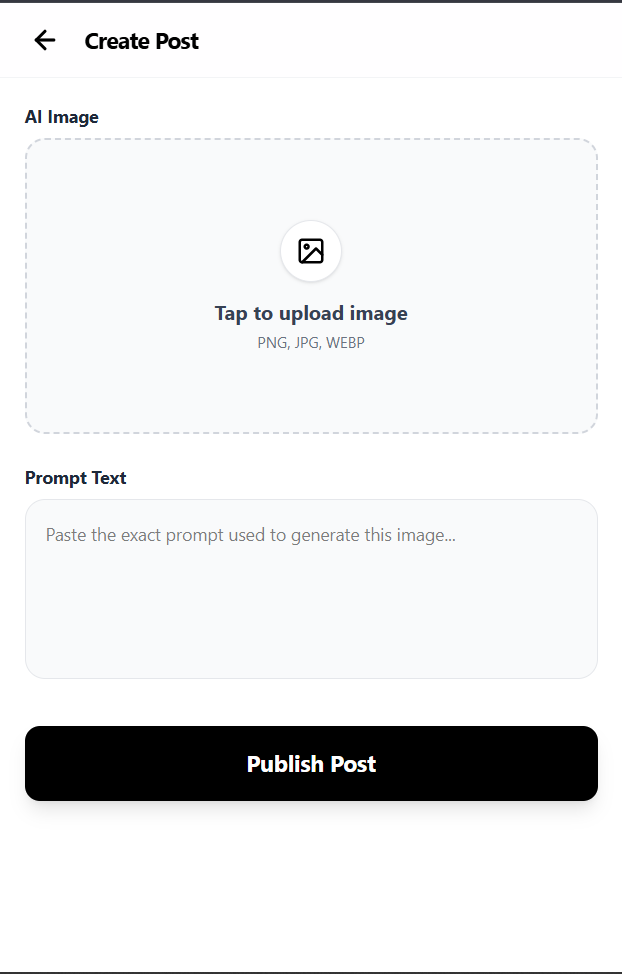 Create Post
AI Image
Tap to upload image
PNG, JPG, WEBP
Prompt Text
Paste the exact prompt used to generate this image...
Publish Post